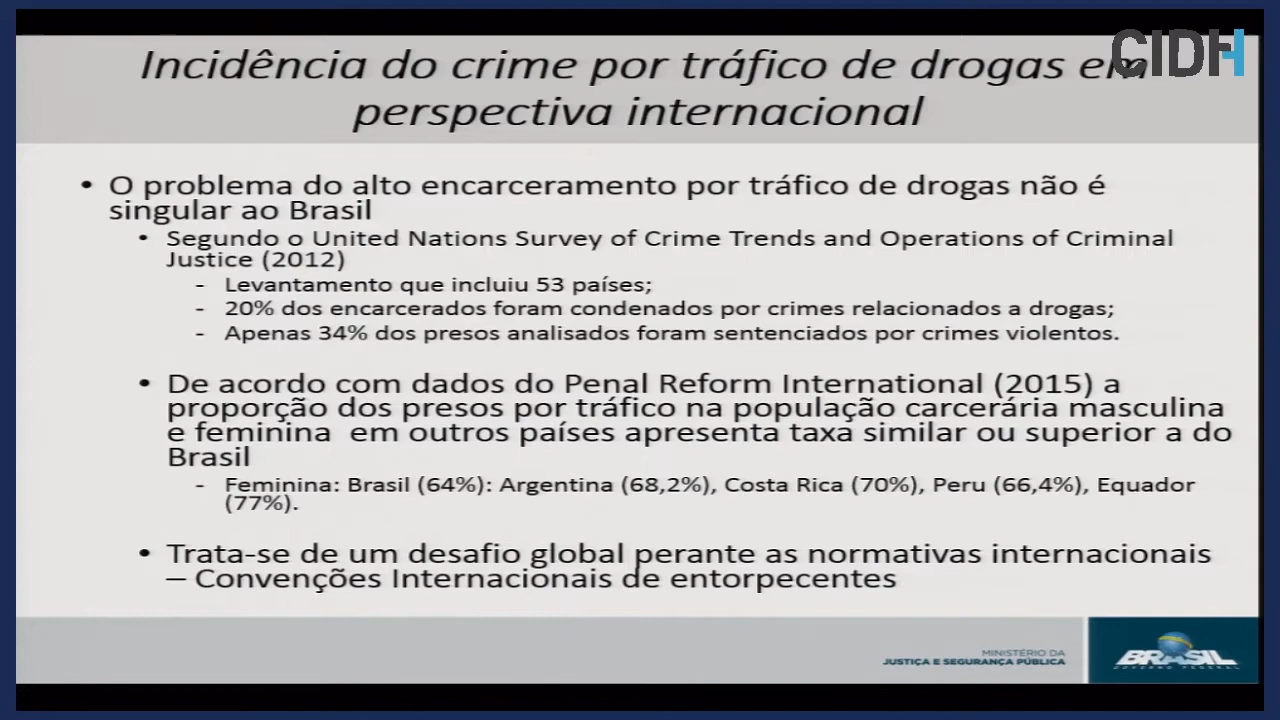 CIDH
Incidência do crime por tráfico de drogas em
perspectiva internacional
• O problema do alto encarceramento por tráfico de drogas não é
singular ao Brasil
• Segundo o United Nations Survey of Crime Trends and Operations of Criminal
Justice (2012)
- Levantamento que incluiu 53 países;
- 20% dos encarcerados foram condenados por crimes relacionados a drogas;
- Apenas 34% dos presos analisados foram sentenciados por crimes violentos.
• De acordo com dados do Penal Reform International (2015) a
proporção dos presos por tráfico na população carcerária masculina
e feminina em outros países apresenta taxa similar ou superior a do
Brasil
- Feminina: Brasil (64%): Argentina (68,2%), Costa Rica (70%), Peru (66,4%), Equador
(77%).
• Trata-se de um desafio global perante as normativas internacionais
– Convenções Internacionais de entorpecentes
MINISTÉRIO DA
JUSTIÇA E SEGURANÇA PÚBLICA
BRASIL
GOVERNO FEDERAL